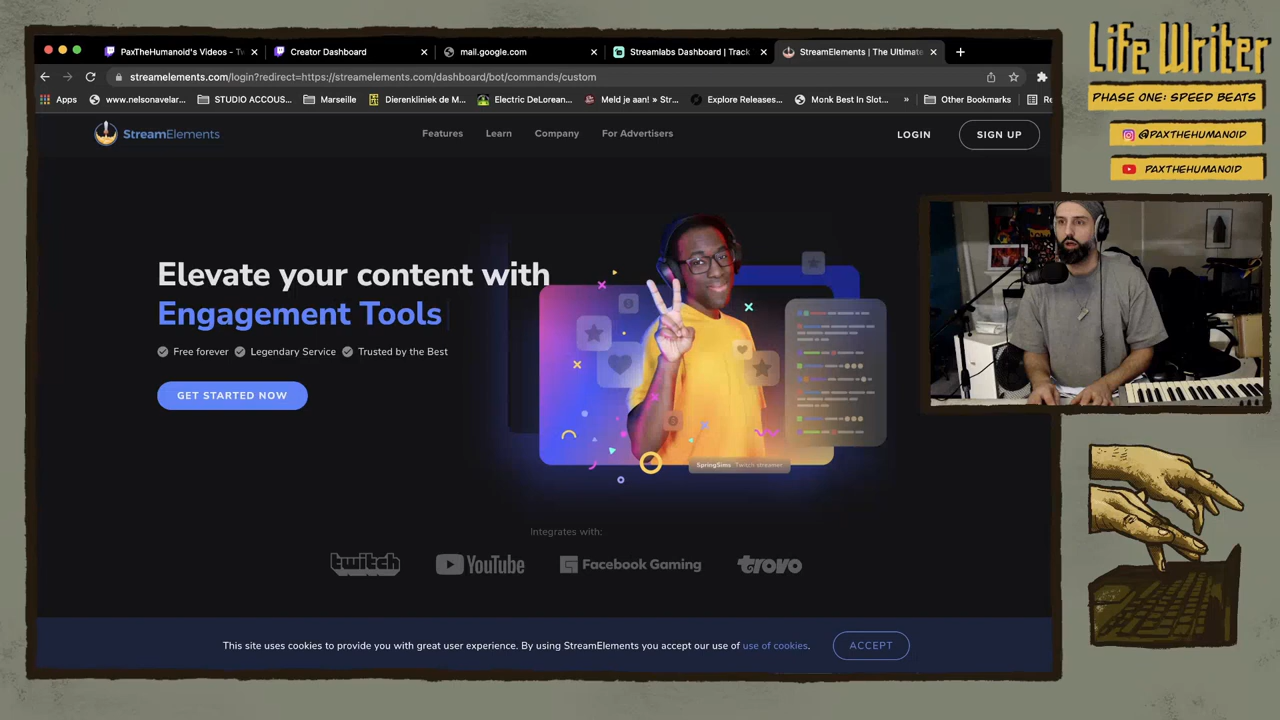 PaxTheHumanoid's Videos - Tw
Creator Dashboard
mail.google.com
Streamlabs Dashboard | Track
StreamElements | The Ultimate
streamelements.com/login?redirect=https://streamelements.com/dashboard/bot/commands/custom
Apps
www.nelsonavelar...
STUDIO ACCOUS...
Marseille
Dierenkliniek de M...
Electric DeLorean...
Meld je aan! » Str...
Explore Releases...
Monk Best In Slot...
»
Other Bookmarks
Re
StreamElements
Features
Learn
Company
For Advertisers
LOGIN
SIGN UP
Elevate your content with
Engagement Tools
Free forever
Legendary Service
Trusted by the Best
GET STARTED NOW
SpringSims Twitch streamer
Integrates with:
twitch
YouTube
Facebook Gaming
trovo
This site uses cookies to provide you with great user experience. By using StreamElements you accept our use of use of cookies.
ACCEPT
Life Writer
PHASE ONE: SPEED BEATS
@PAXTHEHUMANOID
PAXTHEHUMANOID